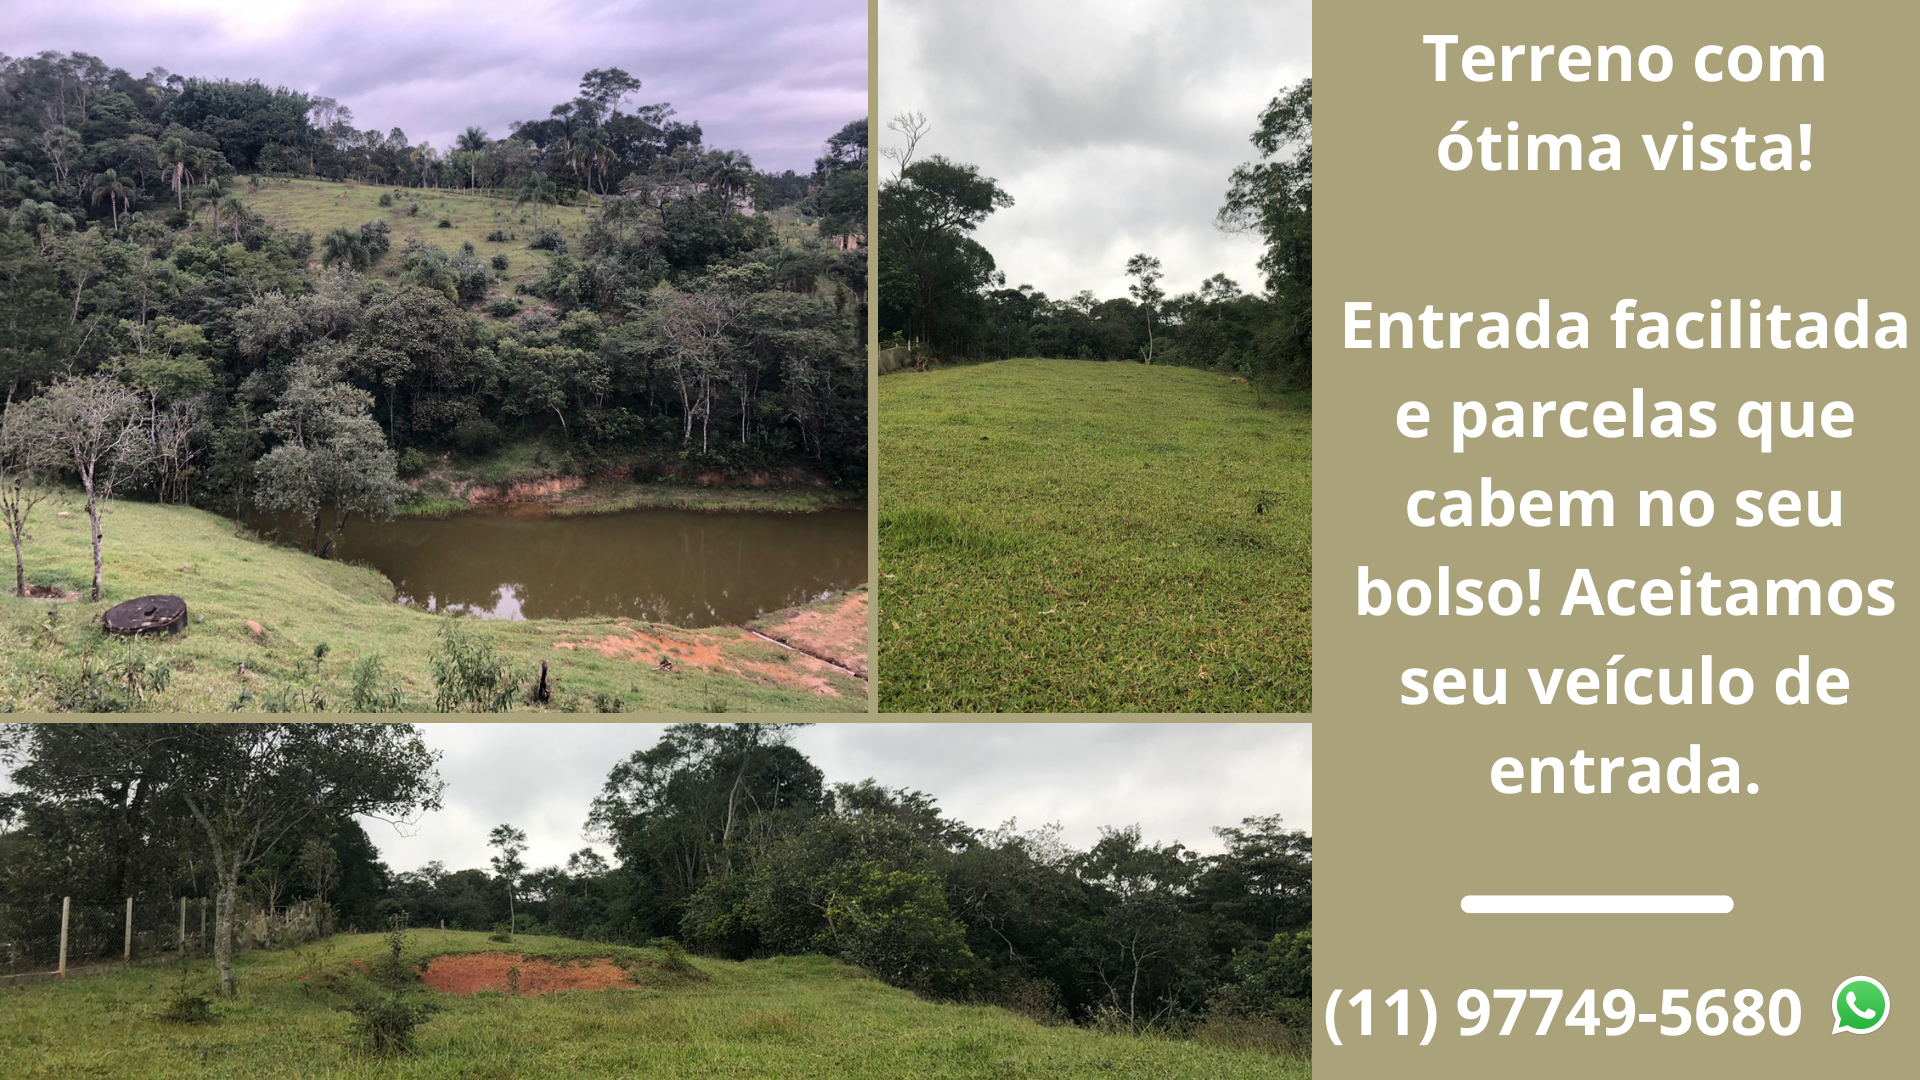 Terreno com
ótima vista!
Entrada facilitada
e parcelas que
cabem no seu
bolso! Aceitamos
seu veículo de
entrada.
(11) 97749-5680